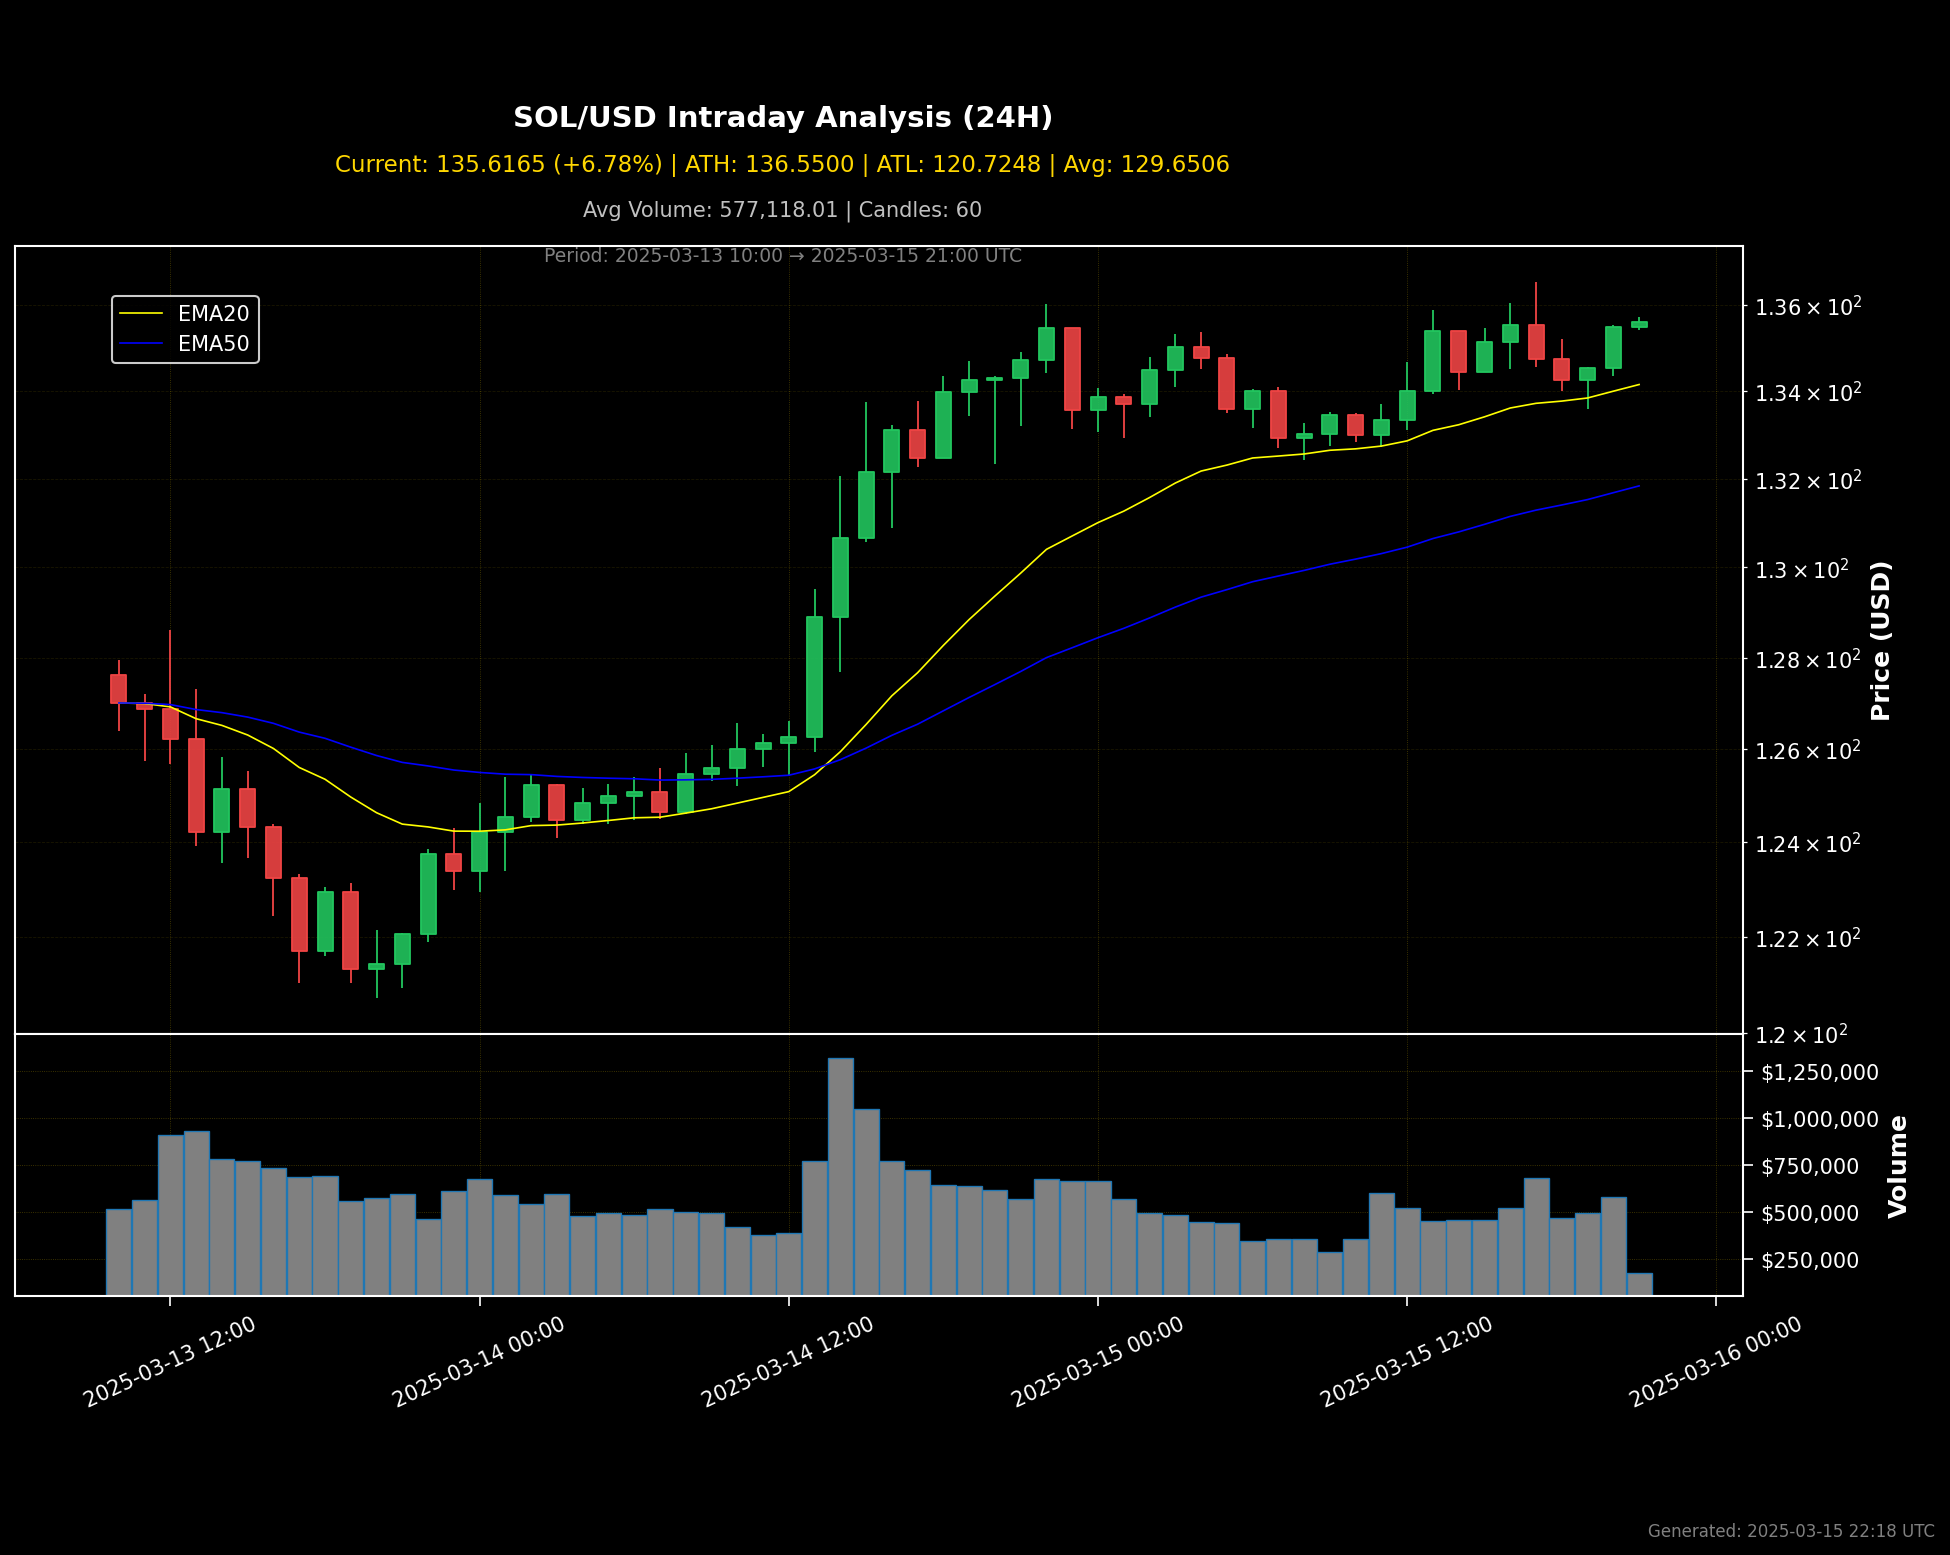 SOL/USD Intraday Analysis (24H)
Current: 135.6165 (+6.78%) | ATH: 136.5500 | ATL: 120.7248 | Avg: 129.6506
Avg Volume: 577,118.01 | Candles: 60
Period: 2025-03-13 10:00 → 2025-03-15 21:00 UTC
EMA20
EMA50
1.36 × 10²
1.34 × 10²
1.32 × 10²
1.3 × 10²
1.28 × 10²
1.26 × 10²
1.24 × 10²
1.22 × 10²
1.2 × 10²
Price (USD)
$1,250,000
$1,000,000
$750,000
$500,000
$250,000
Volume
2025-03-13 12:00
2025-03-14 00:00
2025-03-14 12:00
2025-03-15 00:00
2025-03-15 12:00
2025-03-16 00:00
Generated: 2025-03-15 22:18 UTC